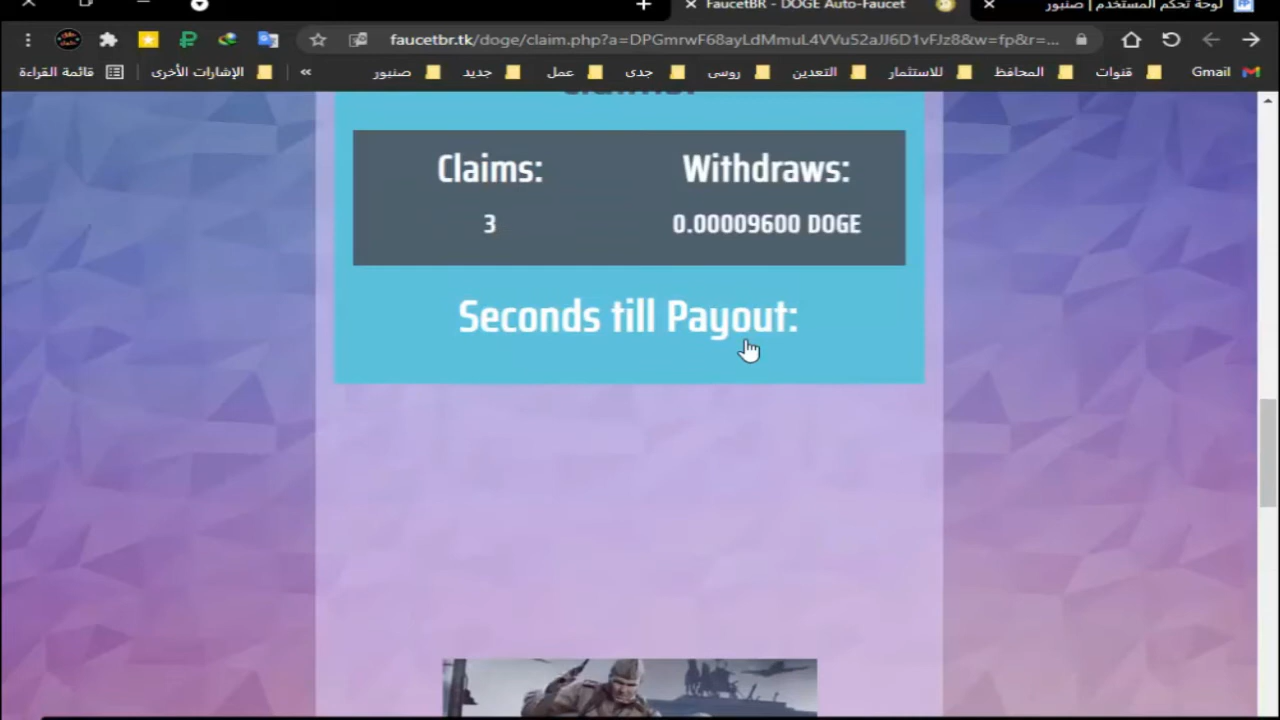 FaucetBR - DOGE Auto-Faucet
لوحة تحكم المستخدم | صنبور
faucetbr.tk/doge/claim.php?a=DPGmrwF68ayLdMmuL4VVuS2aJJ6D1vFJz8&w=fp&r=...
Gmail
قنوات
المحافظ
للاستثمار
التعدين
روسى
جدى
عمل
جديد
صنبور
»
الإشارات الأخرى
قائمة القراءة
Claims:
Withdraws:
3
0.00009600 DOGE
Seconds till Payout: